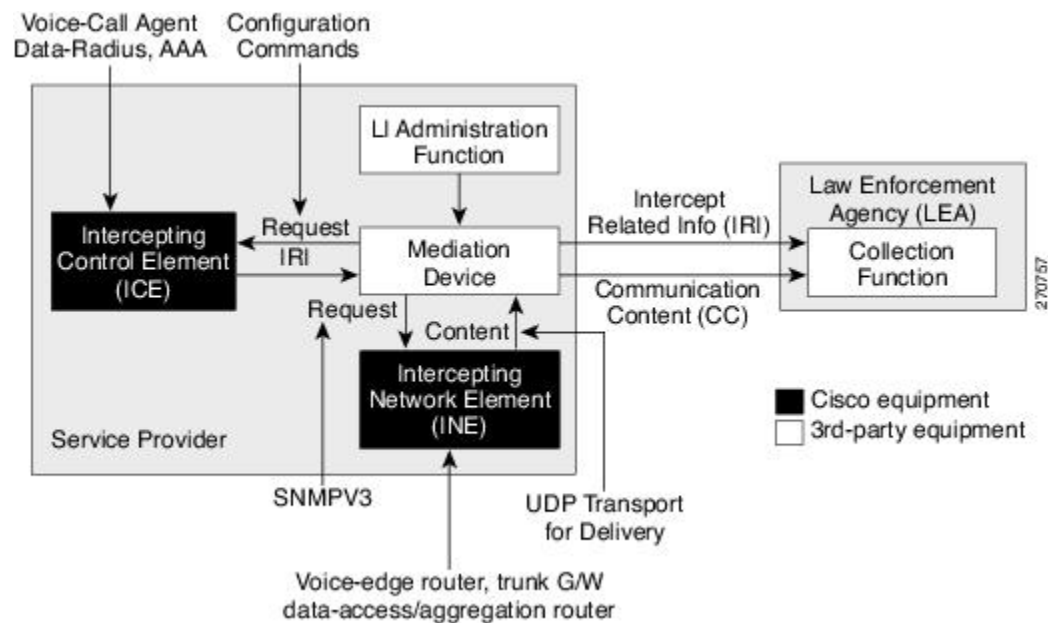 Voice-Call Agent
Data-Radius, AAA
Configuration
Commands
LI Administration
Function
Intercepting
Control Element
(ICE)
Request
IRI
Mediation
Device
Intercept
Related Info (IRI)
Communication
Content (CC)
Law Enforcement
Agency (LEA)
Collection
Function
270757
Request
Content
Intercepting
Network Element
(INE)
Service Provider
Cisco equipment
3rd-party equipment
SNMPV3
UDP Transport
for Delivery
Voice-edge router, trunk G/W
data-access/aggregation router